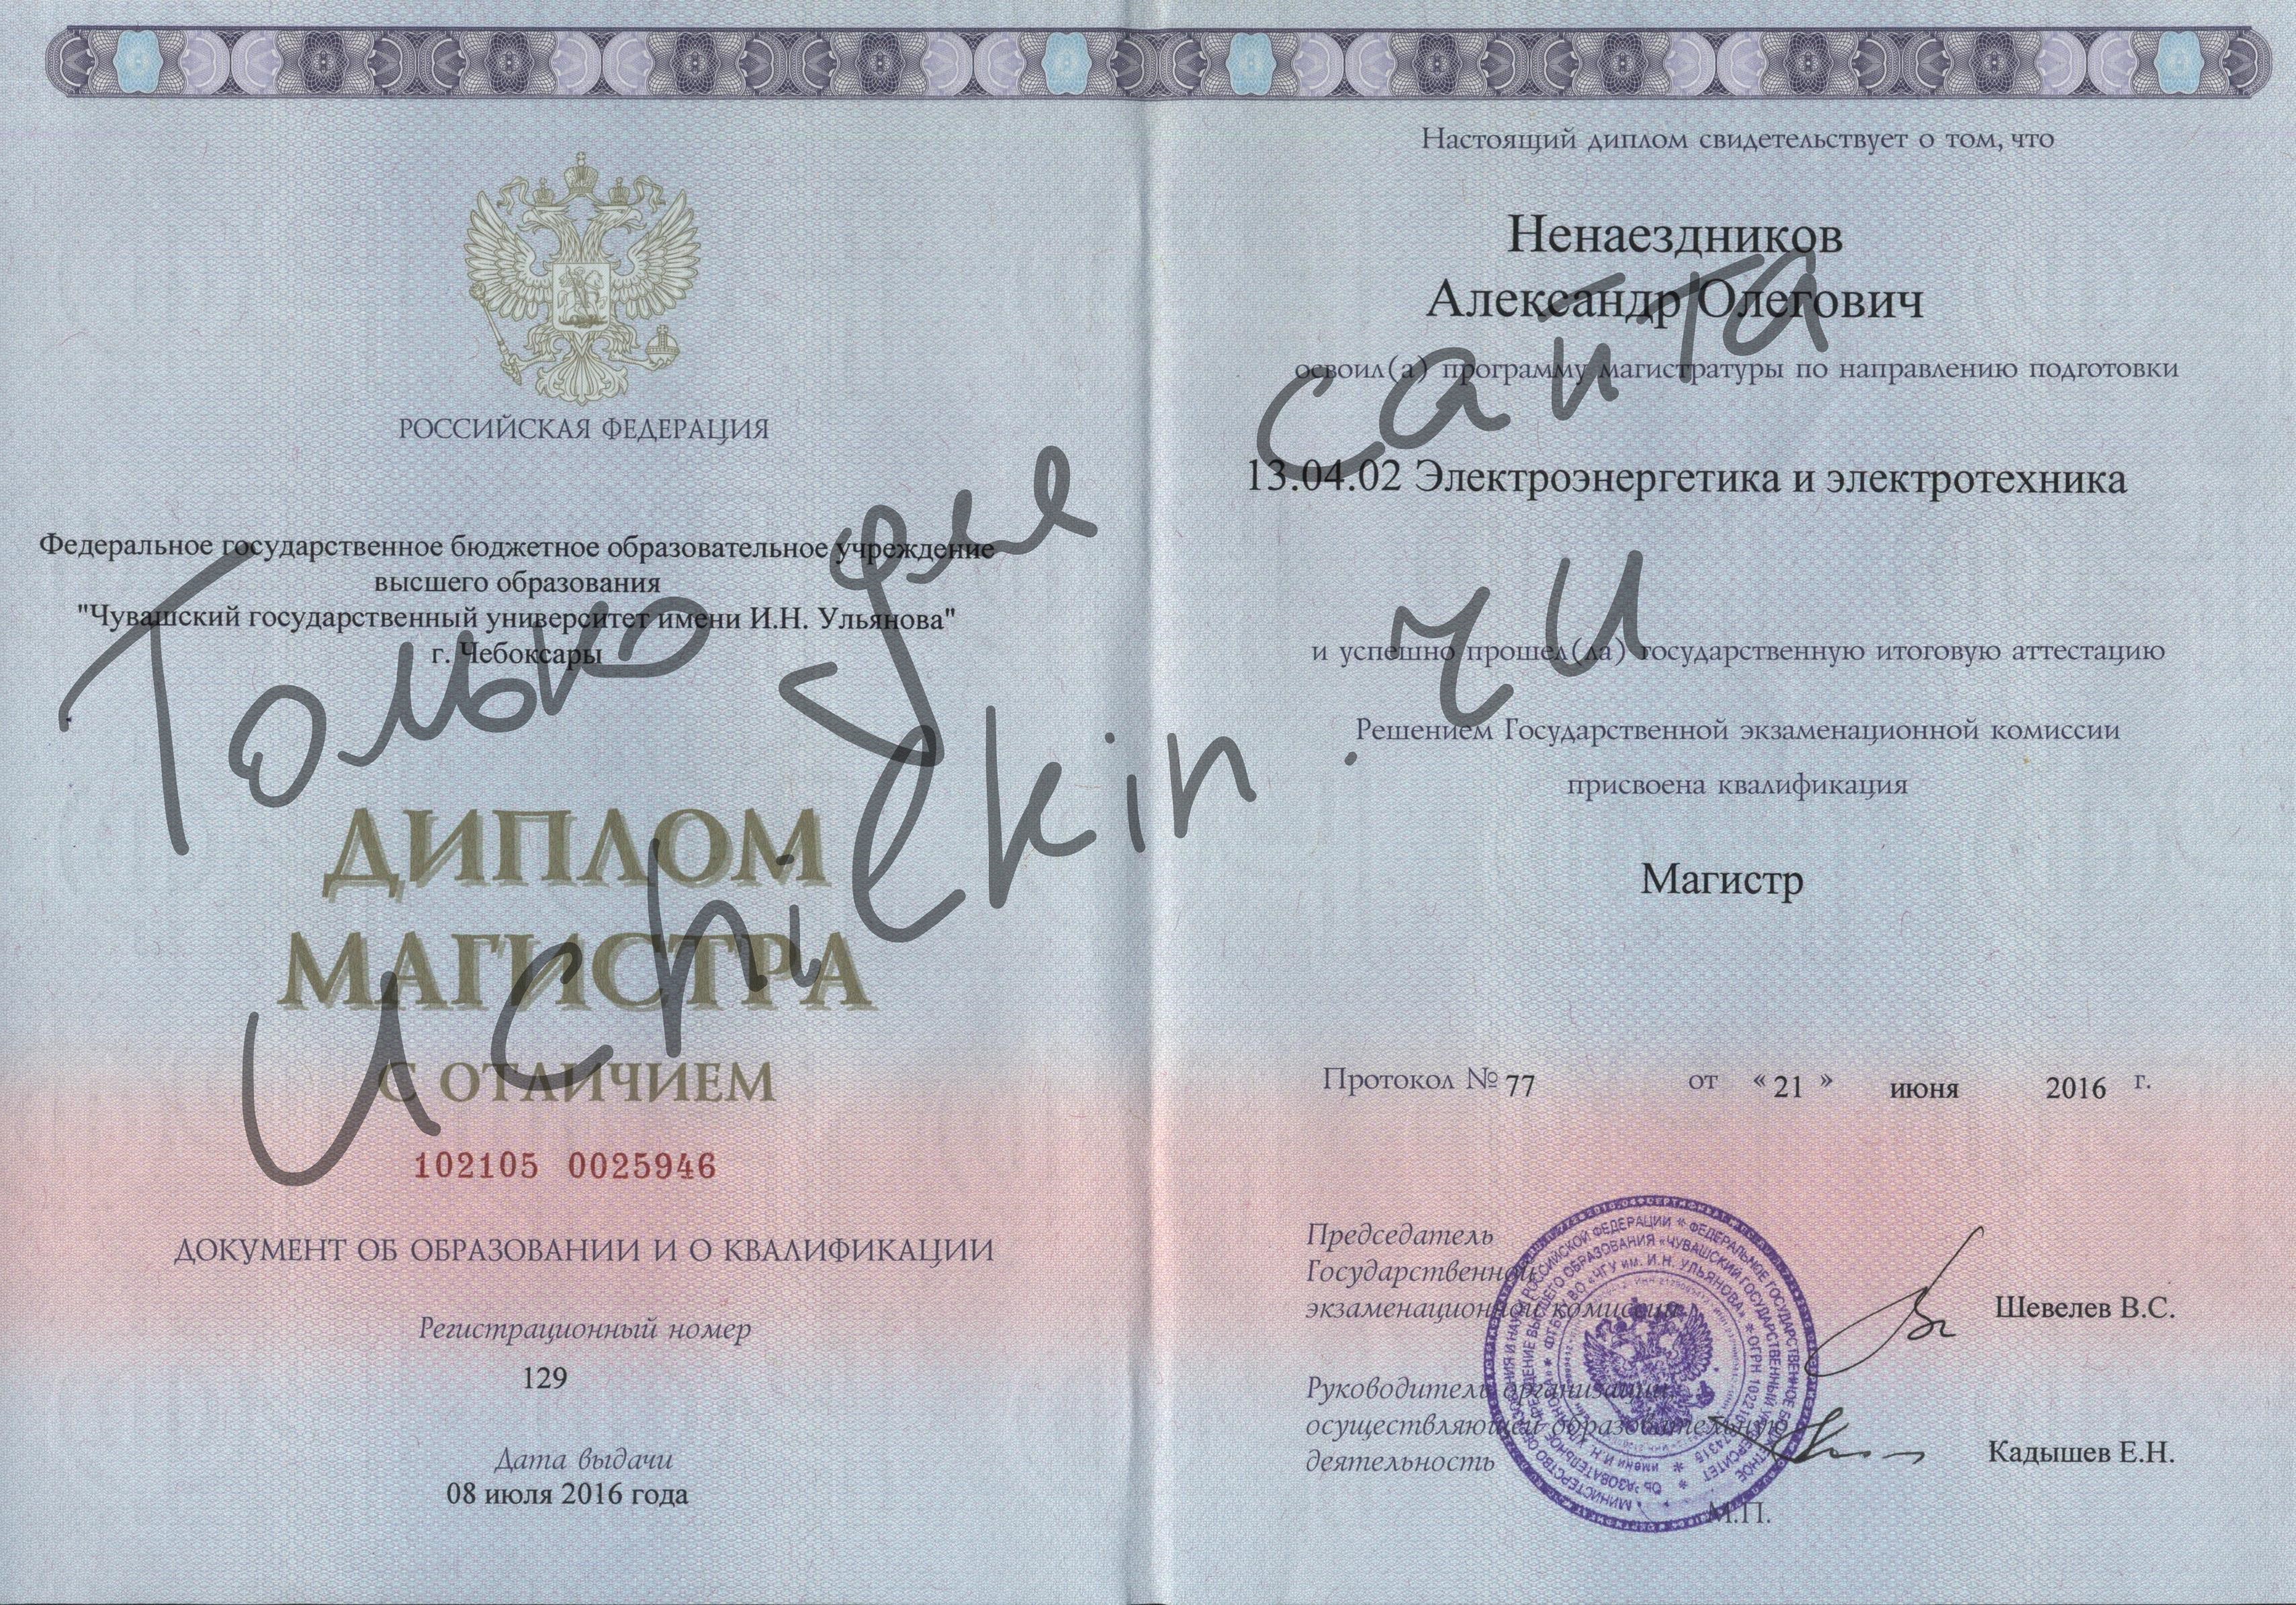 РОССИЙСКАЯ ФЕДЕРАЦИЯ
Федеральное государственное бюджетное образовательное учреждение
высшего образования
"Чувашский государственный университет имени И.Н. Ульянова"
г. Чебоксары
ДИПЛОМ
МАГИСТРА
С ОТЛИЧИЕМ
102105 0025946
ДОКУМЕНТ ОБ ОБРАЗОВАНИИ И О КВАЛИФИКАЦИИ
Регистрационный номер
129
Дата выдачи
08 июля 2016 года
Настоящий диплом свидетельствует о том, что
Ненаездников
Александр Олегович
освоил(а) программу магистратуры по направлению подготовки
13.04.02 Электроэнергетика и электротехника
и успешно прошел(ла) государственную итоговую аттестацию
Решением Государственной экзаменационной комиссии
присвоена квалификация
Магистр
Протокол № 77 от « 21 » июня 2016 г.
Председатель
Государственной
экзаменационной комиссии
Шевелев В.С.
Руководитель организации,
осуществляющей образовательную
деятельность
Кадышев Е.Н.
М.П.
Только для сайта
uchilkin.ru